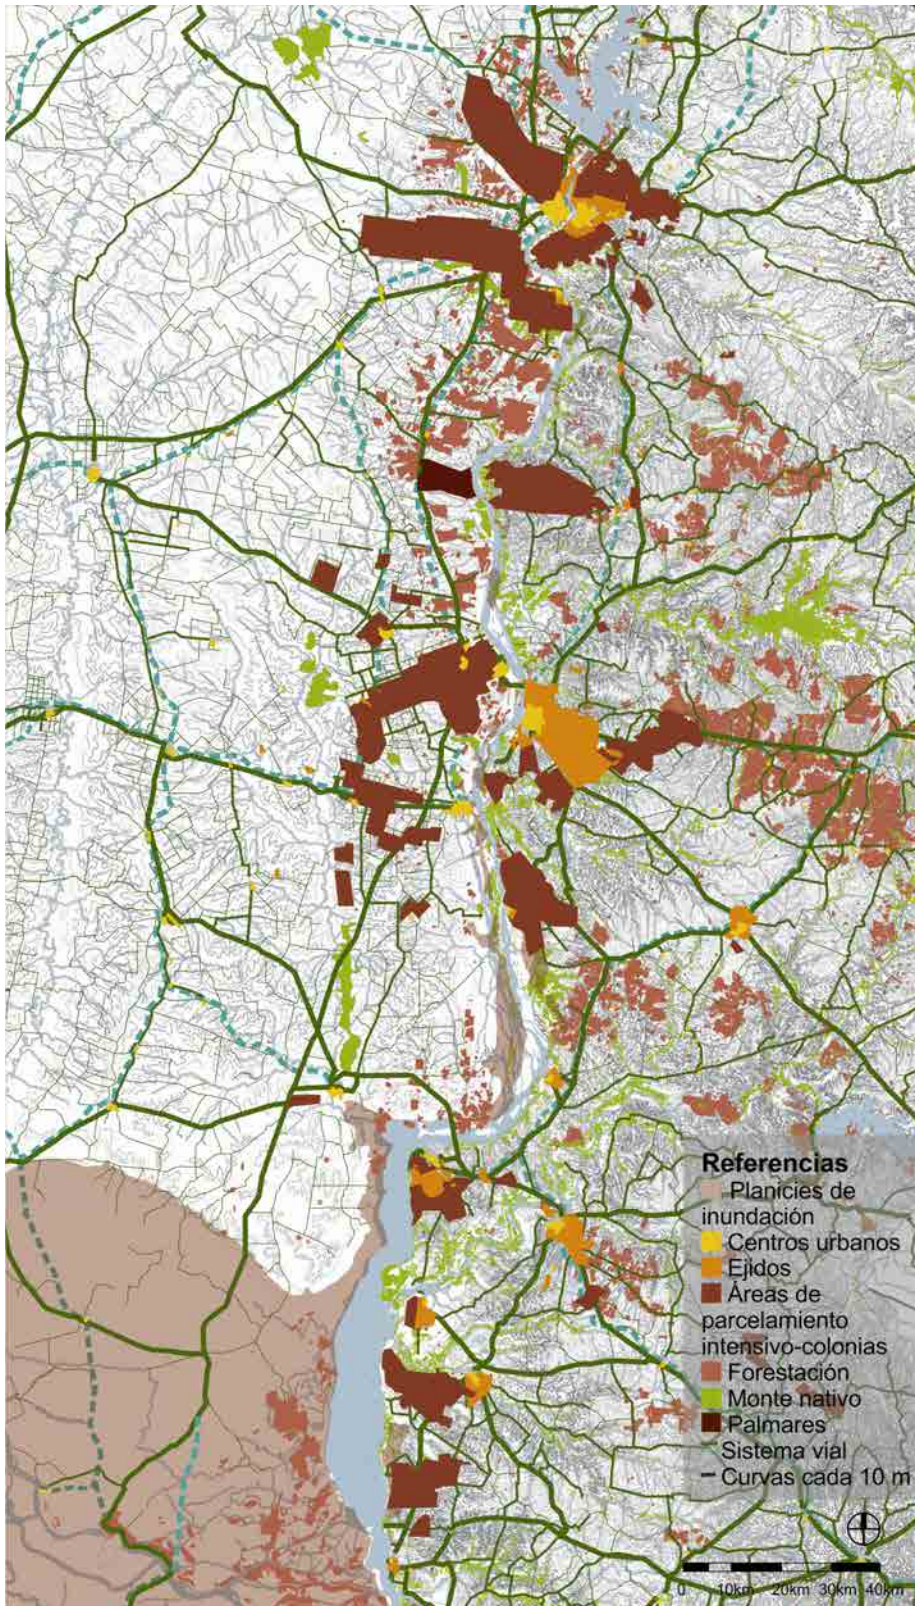 Referencias
Planicies de
inundación
Centros urbanos
Ejidos
Áreas de
parcelamiento
intensivo-colonias
Forestación
Monte nativo
Palmares
Sistema vial
Curvas cada 10 m
0 10km 20km 30km 40km